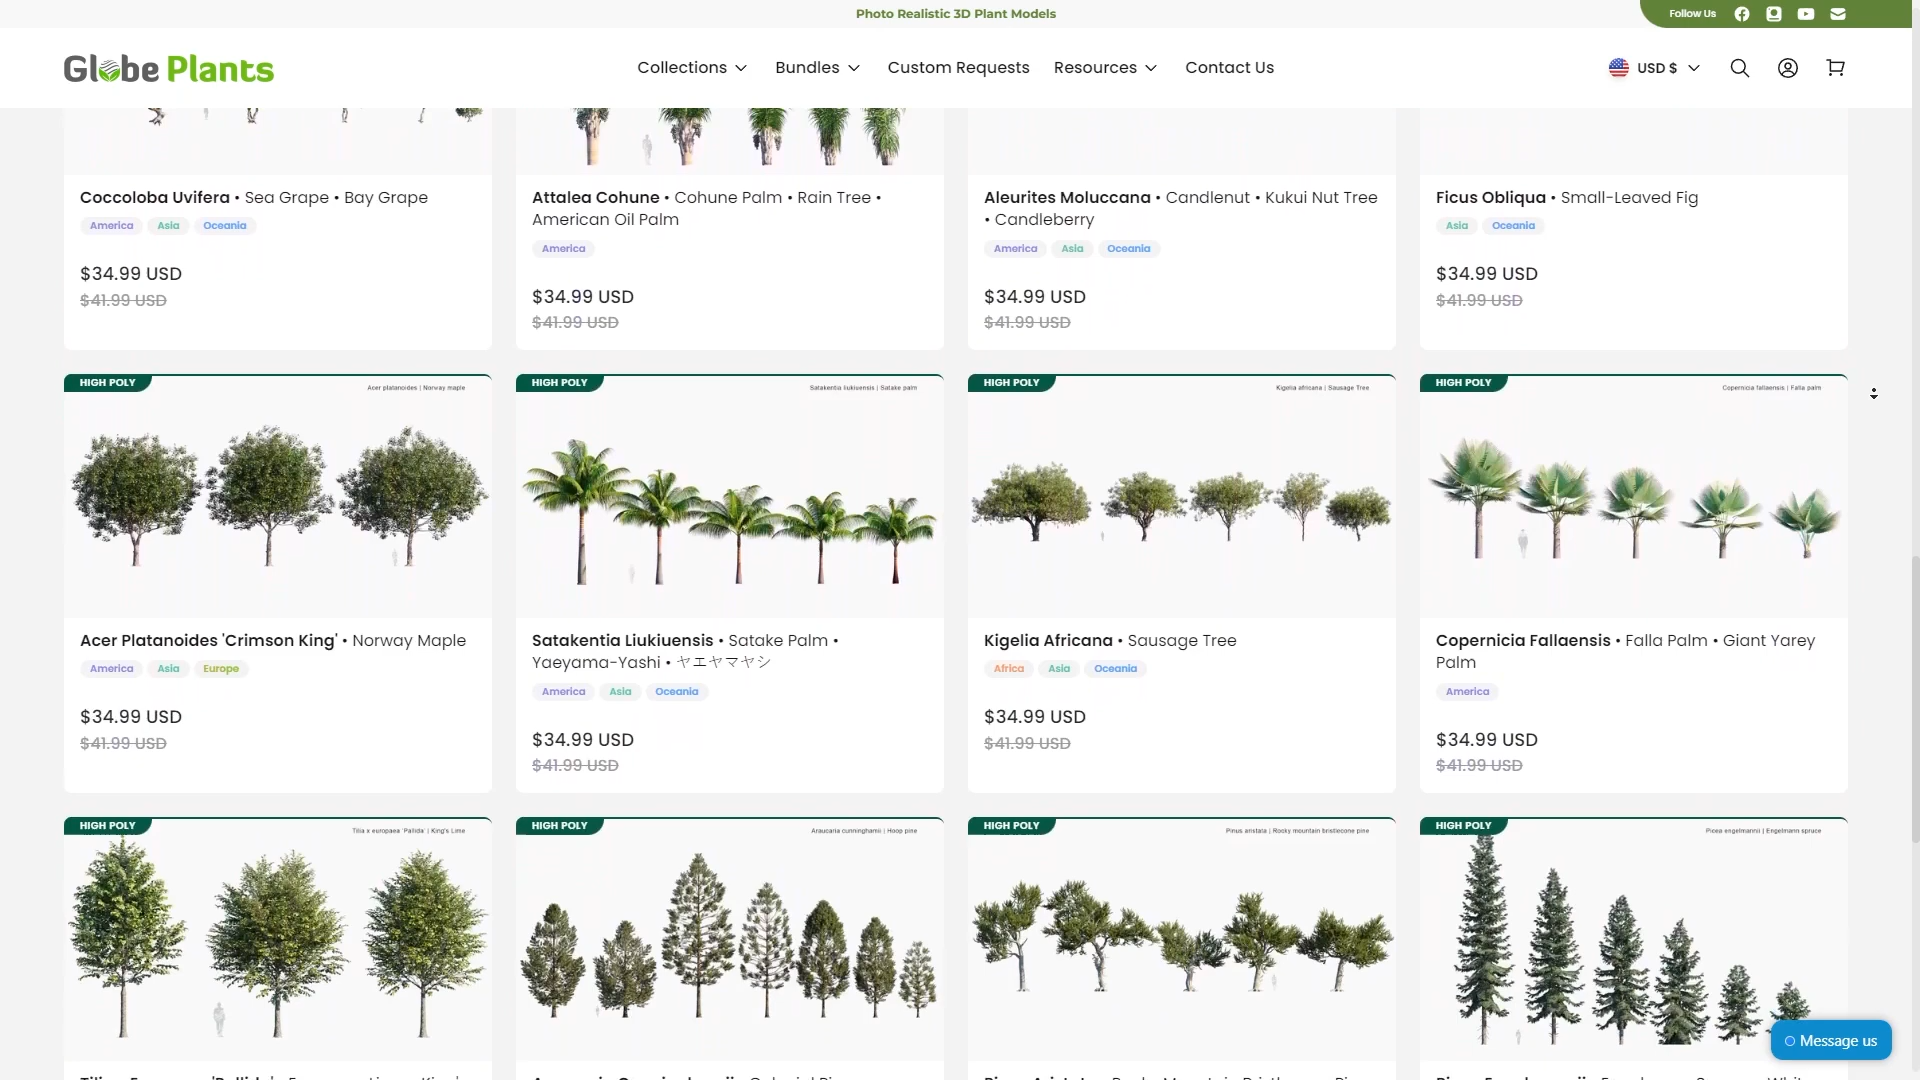 Photo Realistic 3D Plant Models
Follow Us
Globe Plants
Collections
Bundles
Custom Requests
Resources
Contact Us
USD $
Coccoloba Uvifera • Sea Grape • Bay Grape
America Asia Oceania
$34.99 USD
$41.99 USD
Attalea Cohune • Cohune Palm • Rain Tree •
American Oil Palm
America
$34.99 USD
$41.99 USD
Aleurites Moluccana • Candlenut • Kukui Nut Tree
• Candleberry
America Asia Oceania
$34.99 USD
$41.99 USD
Ficus Obliqua • Small-Leaved Fig
Asia Oceania
$34.99 USD
$41.99 USD
HIGH POLY
Acer platanoides | Norway maple
Acer Platanoides 'Crimson King' • Norway Maple
America Asia Europe
$34.99 USD
$41.99 USD
HIGH POLY
Satakentia liukiuensis | Satake palm
Satakentia Liukiuensis • Satake Palm •
Yaeyama-Yashi • ヤエヤマヤシ
America Asia Oceania
$34.99 USD
$41.99 USD
HIGH POLY
Kigelia africana | Sausage Tree
Kigelia Africana • Sausage Tree
Africa Asia Oceania
$34.99 USD
$41.99 USD
HIGH POLY
Copernicia fallaensis | Falla palm
Copernicia Fallaensis • Falla Palm • Giant Yarey
Palm
America
$34.99 USD
$41.99 USD
HIGH POLY
Tilia x europaea 'Pallida' | King's Lime
HIGH POLY
Araucaria cunninghamii | Hoop pine
HIGH POLY
Pinus aristata | Rocky mountain bristlecone pine
HIGH POLY
Picea engelmannii | Engelmann spruce
Message us